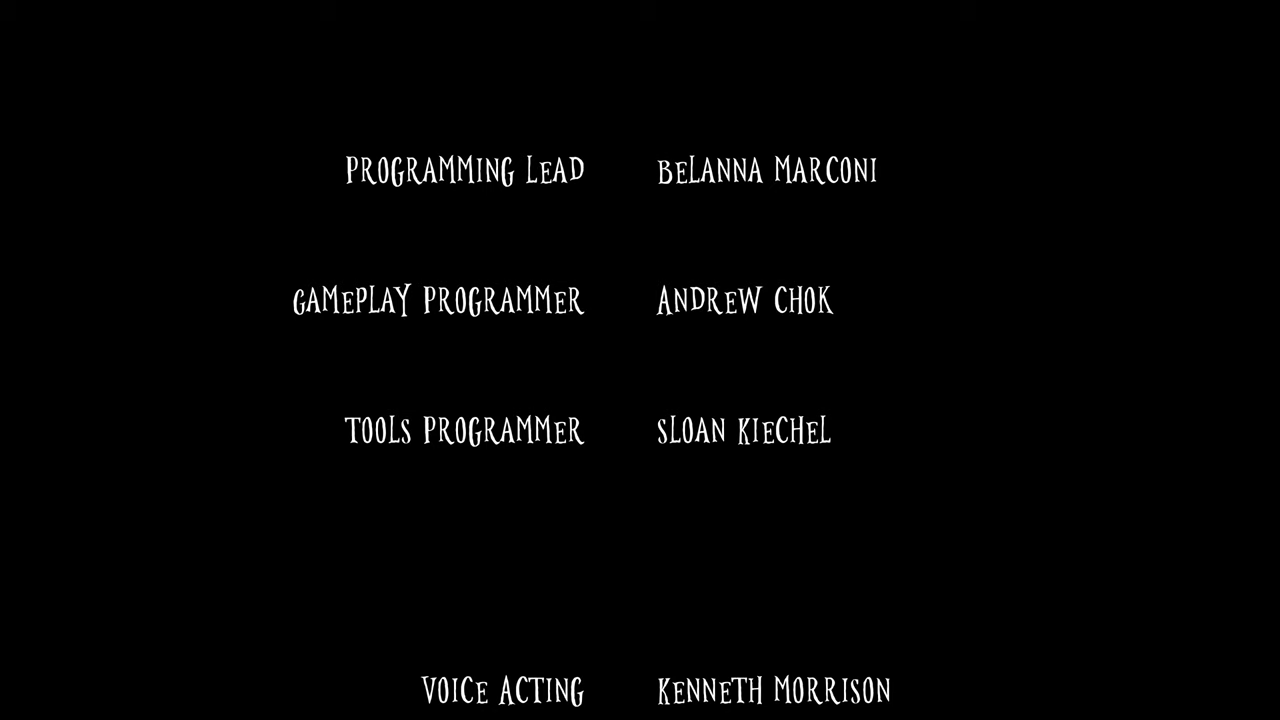 PROGRAMMING LEAD BELANNA MARCONI
GAMEPLAY PROGRAMMER ANDREW CHOK
TOOLS PROGRAMMER SLOAN KIECHEL
VOICE ACTING KENNETH MORRISON